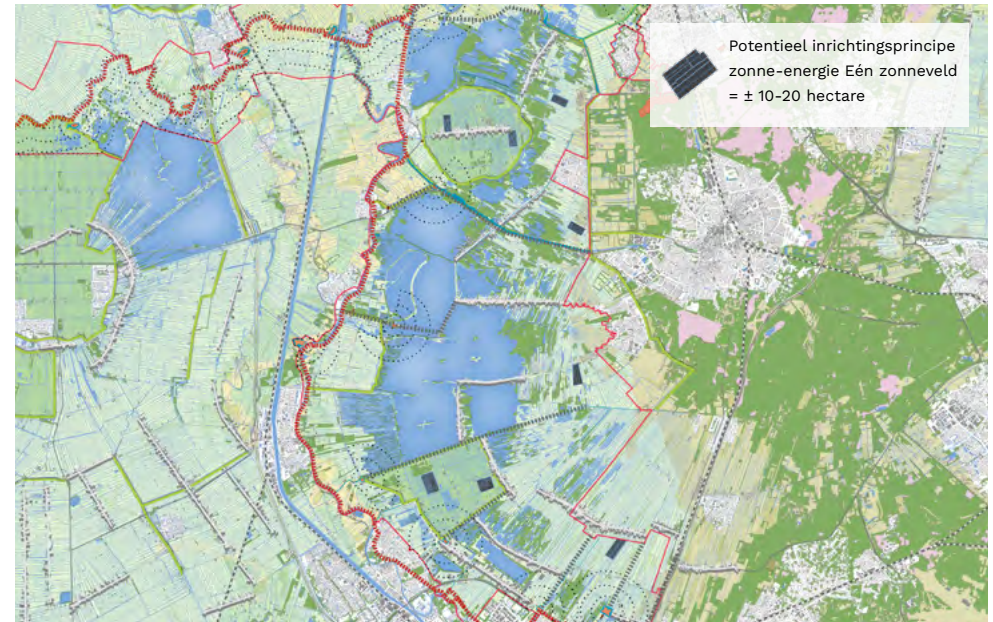 Potentieel inrichtingsprincipe
zonne-energie Eén zonneveld
= ± 10-20 hectare